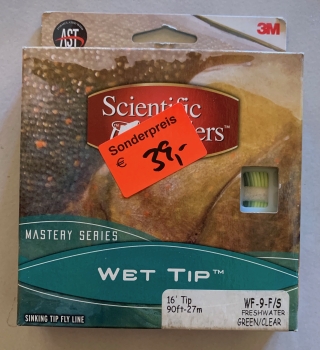 AST
3M
Scientific
ers™
Sonderpreis
€ 39,-
MASTERY SERIES
WET TIP™
16' Tip
90ft-27m
WF-9-F/S
FRESHWATER
GREEN/CLEAR
SINKING TIP FLY LINE